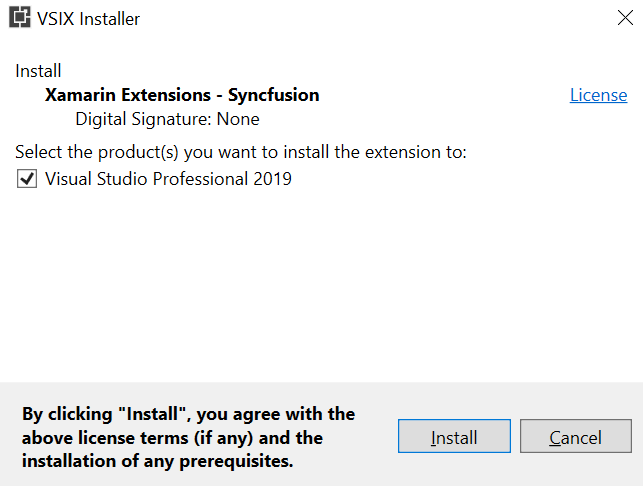 VSIX Installer
Install
Xamarin Extensions - Syncfusion
License
Digital Signature: None
Select the product(s) you want to install the extension to:
Visual Studio Professional 2019
By clicking "Install", you agree with the
above license terms (if any) and the
installation of any prerequisites.
Install
Cancel